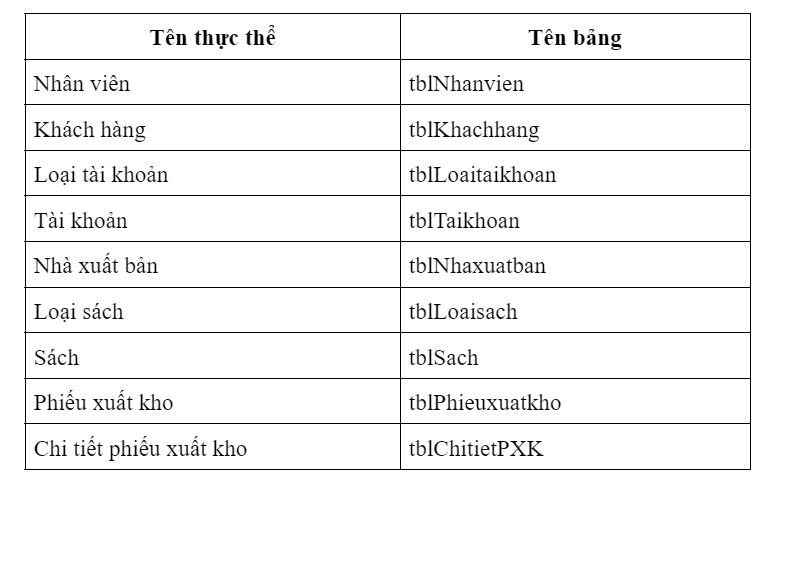 Tên thực thể Tên bảng
Nhân viên tblNhanvien
Khách hàng tblKhachhang
Loại tài khoản tblLoaitaikhoan
Tài khoản tblTaikhoan
Nhà xuất bản tblNhaxuatban
Loại sách tblLoaisach
Sách tblSach
Phiếu xuất kho tblPhieuxuatkho
Chi tiết phiếu xuất kho tblChitietPXK